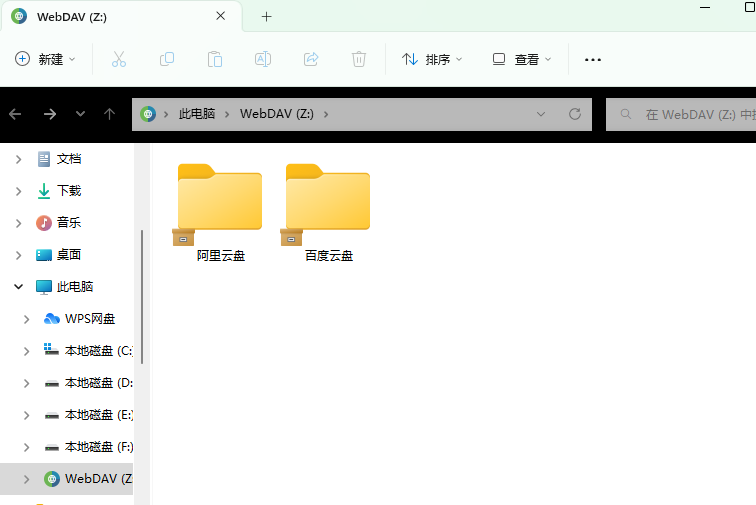 WebDAV (Z:)
新建
排序
查看
此电脑
WebDAV (Z:)
在 WebDAV (Z:) 中
文档
下载
音乐
桌面
此电脑
WPS网盘
本地磁盘 (C:
本地磁盘 (D:
本地磁盘 (E:)
本地磁盘 (F:)
WebDAV (Z
阿里云盘
百度云盘